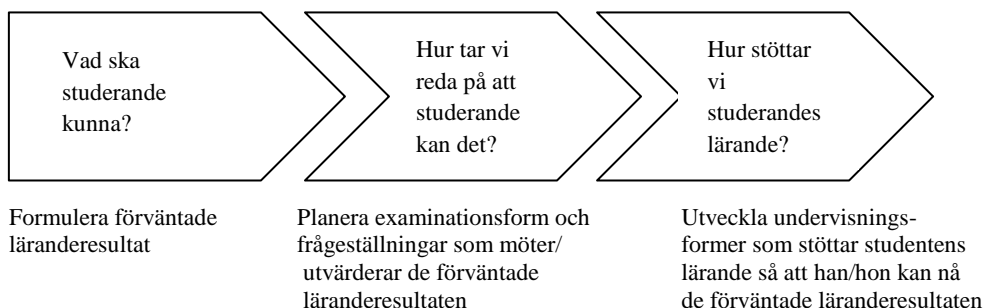 Vad ska
studerande
kunna?
Hur tar vi
reda på att
studerande
kan det?
Hur stöttar
vi
studerandes
lärande?
Formulera förväntade
läranderesultat
Planera examinationsform och
frågeställningar som möter/
utvärderar de förväntade
läranderesultaten
Utveckla undervisnings-
former som stöttar studentens
lärande så att han/hon kan nå
de förväntade läranderesultaten